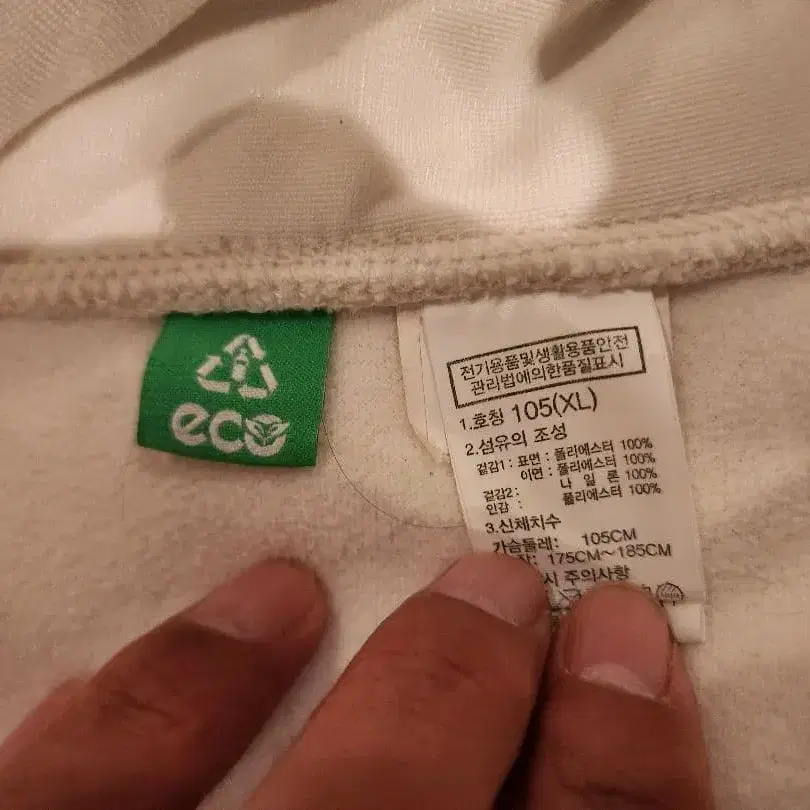 eco
전기용품및생활용품안전
관리법에의한품질표시
1.호칭 105(XL)
2.섬유의 조성
겉감1 : 표면 : 폴리에스터 100%
이면 : 폴리에스터 100%
겉감2 : 나 일 론 100%
인감 : 폴리에스터 100%
3.신체치수
가슴둘레: 105CM
175CM~185CM
시 주의사항